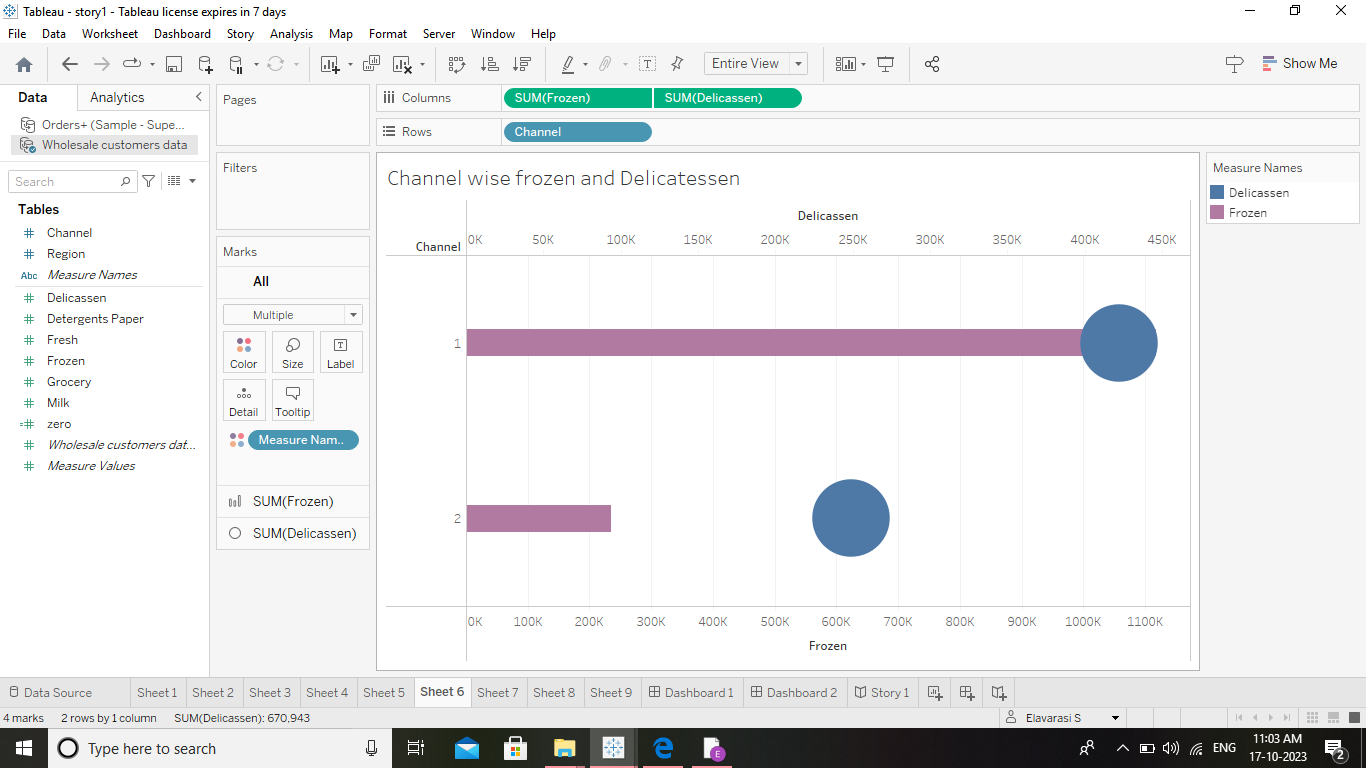 Tableau - story1 - Tableau license expires in 7 days
File Data Worksheet Dashboard Story Analysis Map Format Server Window Help
Entire View
Show Me
Data Analytics
Orders+ (Sample - Supe...
Wholesale customers data
Search
Tables
Channel
Region
Abc Measure Names
Delicassen
Detergents Paper
Fresh
Frozen
Grocery
Milk
zero
Wholesale customers dat...
Measure Values
Pages
Filters
Marks
All
Multiple
Color Size Label
Detail Tooltip
Measure Nam..
SUM(Frozen)
SUM(Delicassen)
Columns SUM(Frozen) SUM(Delicassen)
Rows Channel
Channel wise frozen and Delicatessen
Delicassen
Channel 0K 50K 100K 150K 200K 250K 300K 350K 400K 450K
1
2
0K 100K 200K 300K 400K 500K 600K 700K 800K 900K 1000K 1100K
Frozen
Measure Names
Delicassen
Frozen
Data Source Sheet 1 Sheet 2 Sheet 3 Sheet 4 Sheet 5 Sheet 6 Sheet 7 Sheet 8 Sheet 9 Dashboard 1 Dashboard 2 Story 1
4 marks 2 rows by 1 column SUM(Delicassen): 670,943 Elavarasi S
Type here to search
E
ENG
11:03 AM
17-10-2023
2